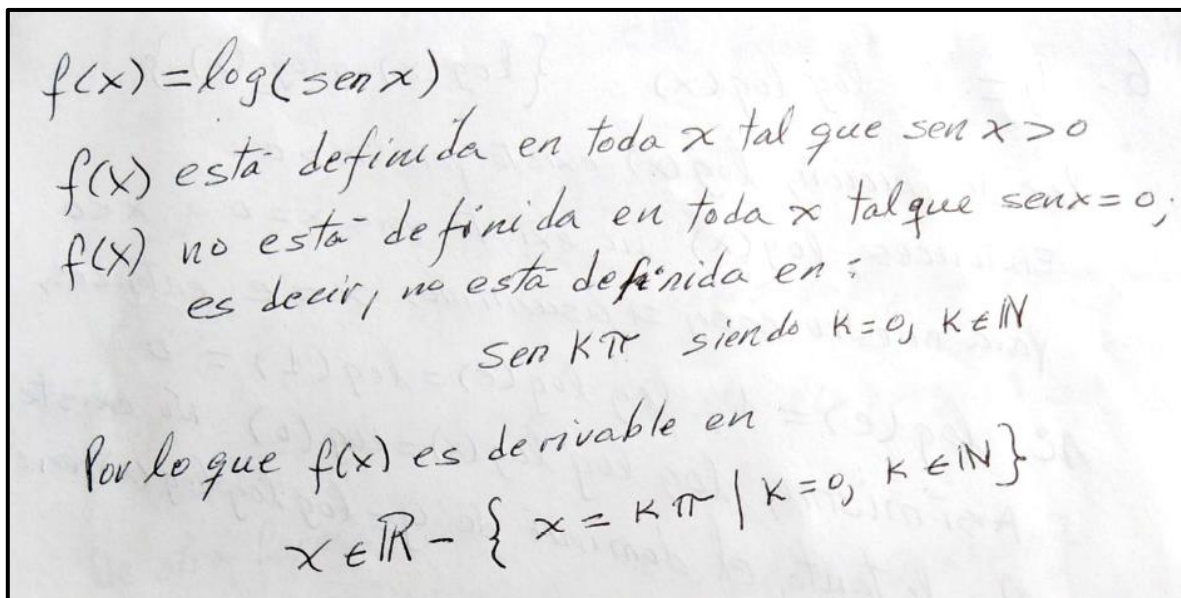 f(x) = log(sen x)
f(x) está definida en toda x tal que sen x > 0
f(x) no está definida en toda x tal que sen x = 0;
es decir, no está definida en:
sen kπ siendo k=0, k ∈ ℕ
Por lo que f(x) es derivable en
x ∈ ℝ - { x = kπ | k=0, k ∈ ℕ }